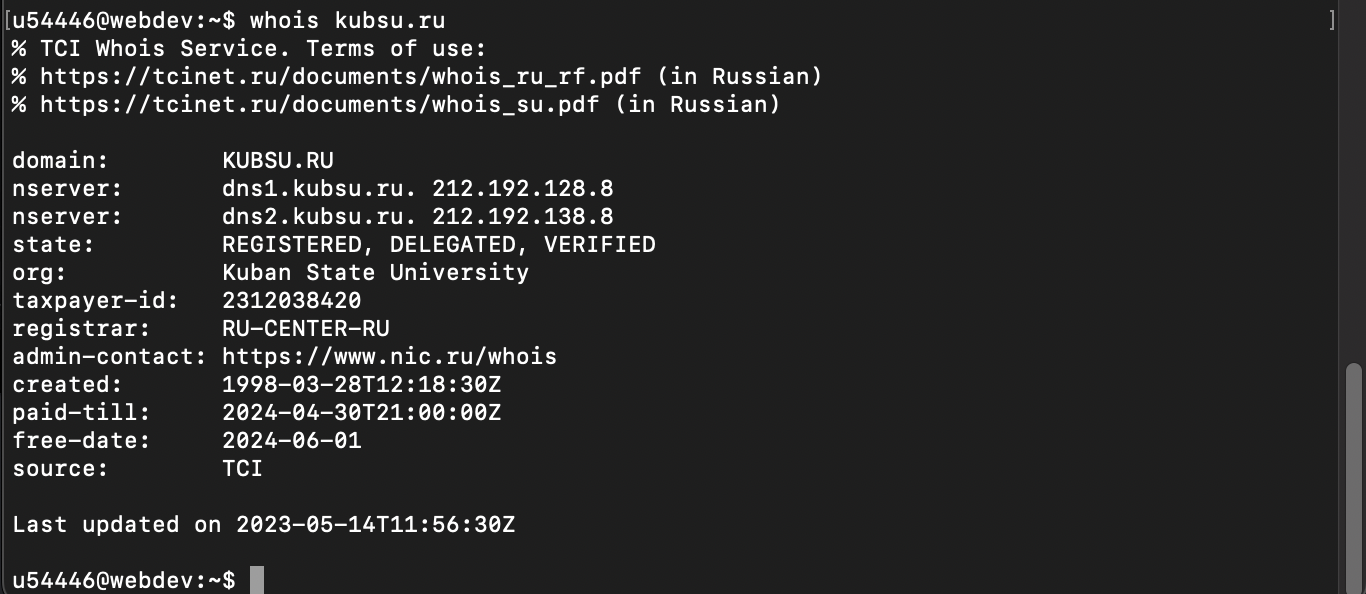 [u54446@webdev:~$ whois kubsu.ru ]
% TCI Whois Service. Terms of use:
% https://tcinet.ru/documents/whois_ru_rf.pdf (in Russian)
% https://tcinet.ru/documents/whois_su.pdf (in Russian)
domain: KUBSU.RU
nserver: dns1.kubsu.ru. 212.192.128.8
nserver: dns2.kubsu.ru. 212.192.138.8
state: REGISTERED, DELEGATED, VERIFIED
org: Kuban State University
taxpayer-id: 2312038420
registrar: RU-CENTER-RU
admin-contact: https://www.nic.ru/whois
created: 1998-03-28T12:18:30Z
paid-till: 2024-04-30T21:00:00Z
free-date: 2024-06-01
source: TCI
Last updated on 2023-05-14T11:56:30Z
u54446@webdev:~$